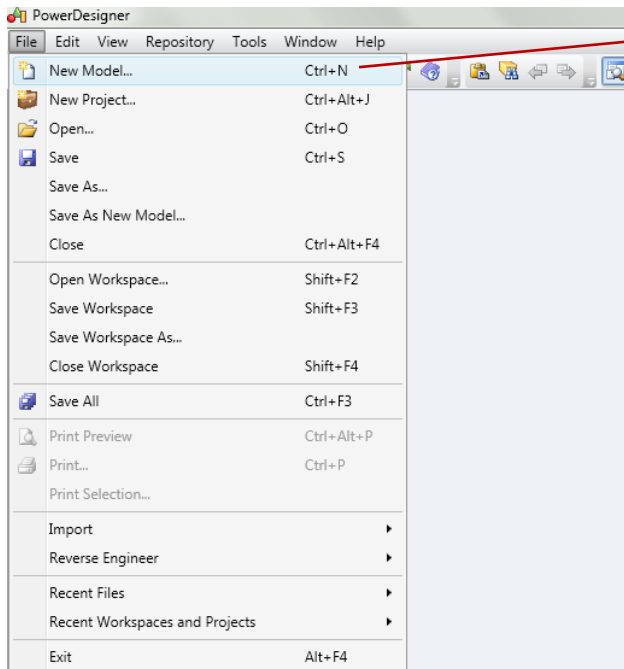 PowerDesigner
File Edit View Repository Tools Window Help
New Model... Ctrl+N
New Project... Ctrl+Alt+J
Open... Ctrl+O
Save Ctrl+S
Save As...
Save As New Model...
Close Ctrl+Alt+F4
Open Workspace... Shift+F2
Save Workspace Shift+F3
Save Workspace As...
Close Workspace Shift+F4
Save All Ctrl+F3
Print Preview Ctrl+Alt+P
Print... Ctrl+P
Print Selection...
Import
Reverse Engineer
Recent Files
Recent Workspaces and Projects
Exit Alt+F4